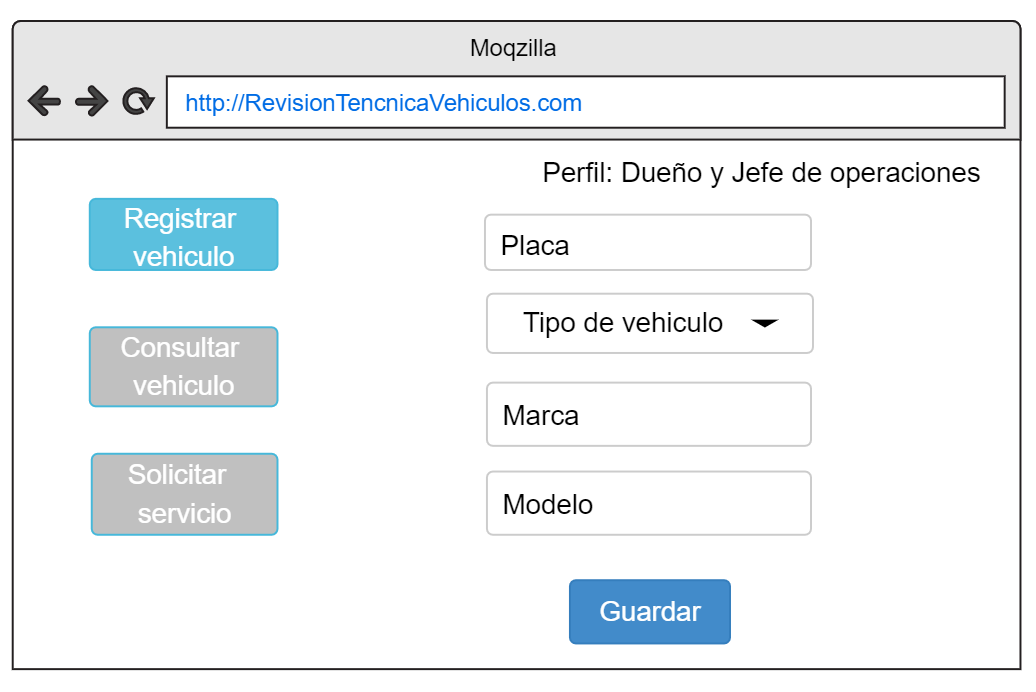 Moqzilla
http://RevisionTencnicaVehiculos.com
Perfil: Dueño y Jefe de operaciones
Registrar
vehiculo
Consultar
vehiculo
Solicitar
servicio
Placa
Tipo de vehiculo
Marca
Modelo
Guardar